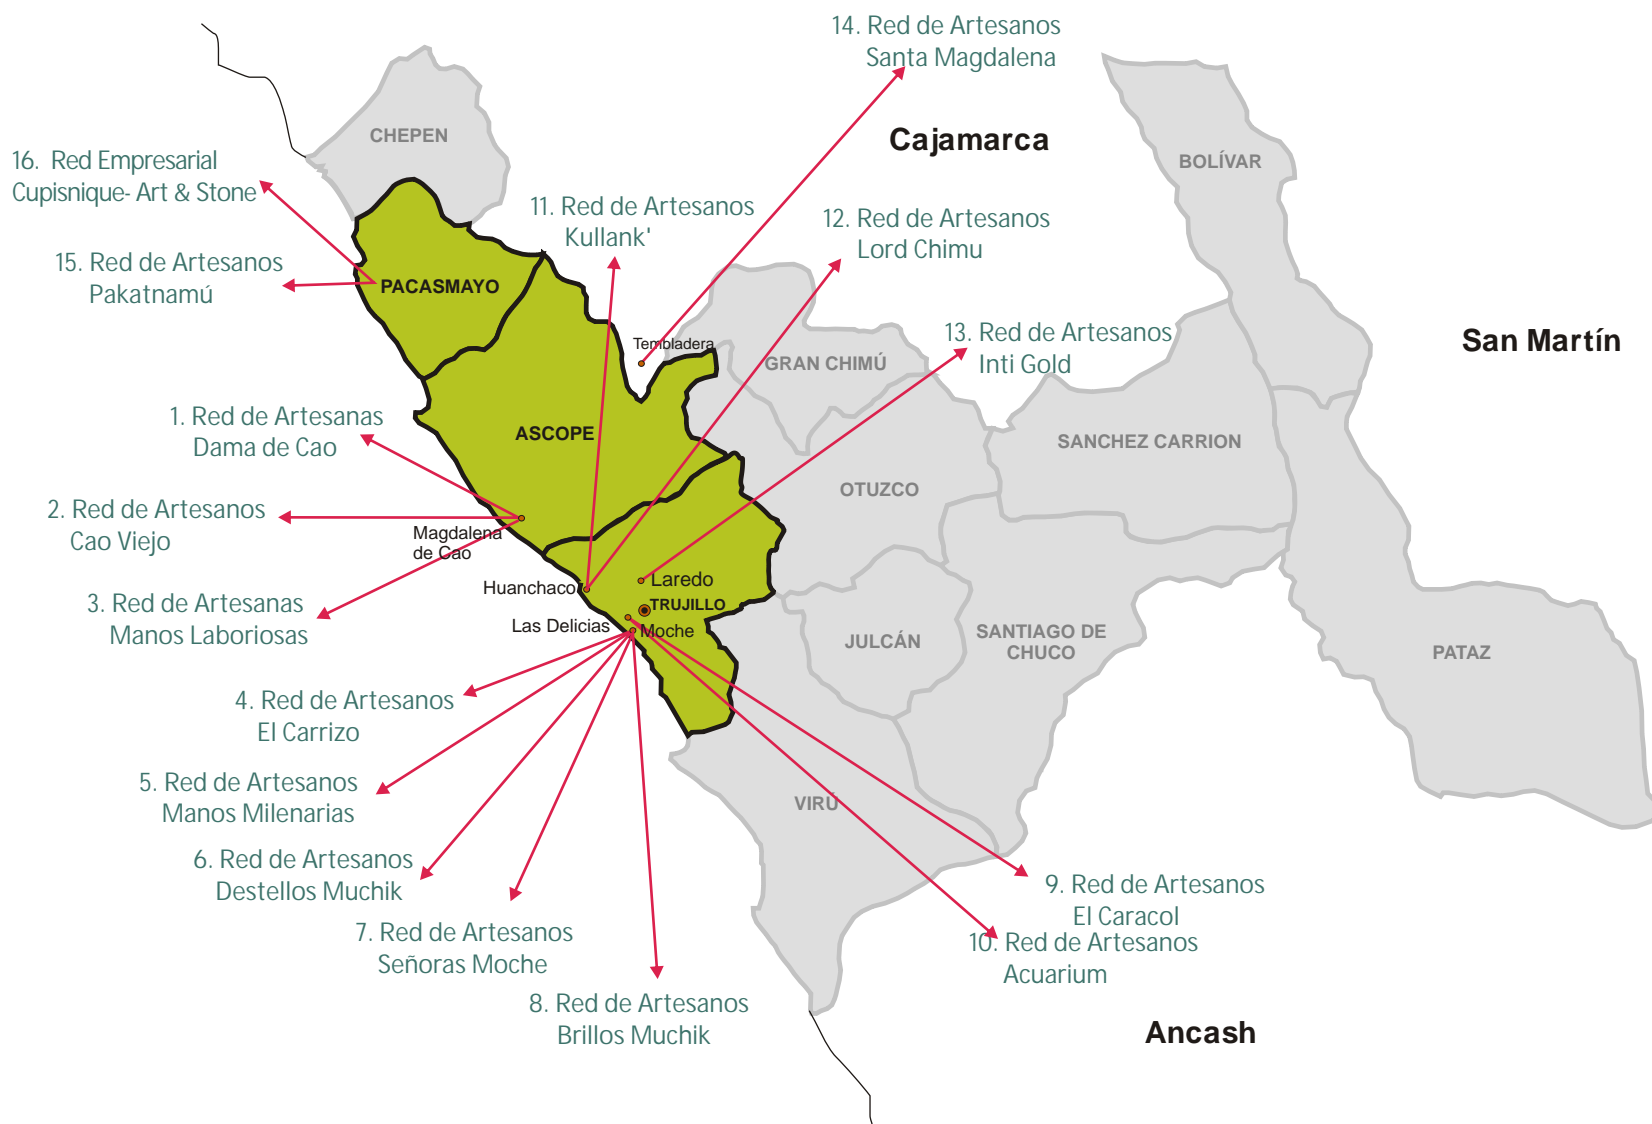 14. Red de Artesanos
Santa Magdalena
Cajamarca
CHEPEN
BOLÍVAR
16. Red Empresarial
Cupisnique- Art & Stone
11. Red de Artesanos
Kullank'
12. Red de Artesanos
Lord Chimu
15. Red de Artesanos
Pakatnamú
PACASMAYO
San Martín
Tembladera
13. Red de Artesanos
Inti Gold
GRAN CHIMÚ
1. Red de Artesanas
Dama de Cao
ASCOPE
SANCHEZ CARRION
OTUZCO
2. Red de Artesanos
Cao Viejo
Magdalena
de Cao
Huanchaco
Laredo
TRUJILLO
3. Red de Artesanas
Manos Laboriosas
Las Delicias
Moche
JULCÁN
SANTIAGO DE
CHUCO
PATAZ
4. Red de Artesanos
El Carrizo
5. Red de Artesanos
Manos Milenarias
VIRÚ
6. Red de Artesanos
Destellos Muchik
9. Red de Artesanos
El Caracol
7. Red de Artesanos
Señoras Moche
10. Red de Artesanos
Acuarium
8. Red de Artesanos
Brillos Muchik
Ancash